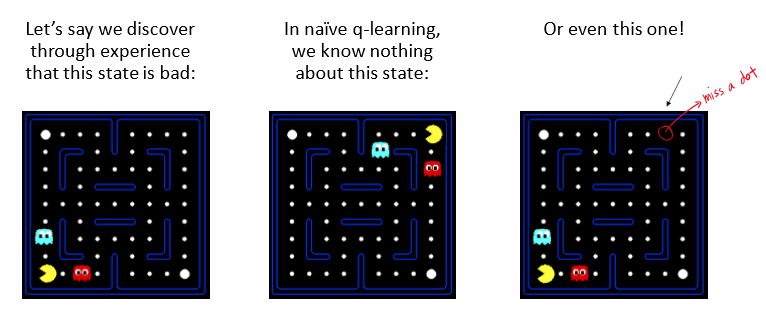 Let's say we discover
through experience
that this state is bad:
In naïve q-learning,
we know nothing
about this state:
Or even this one!
miss a dot